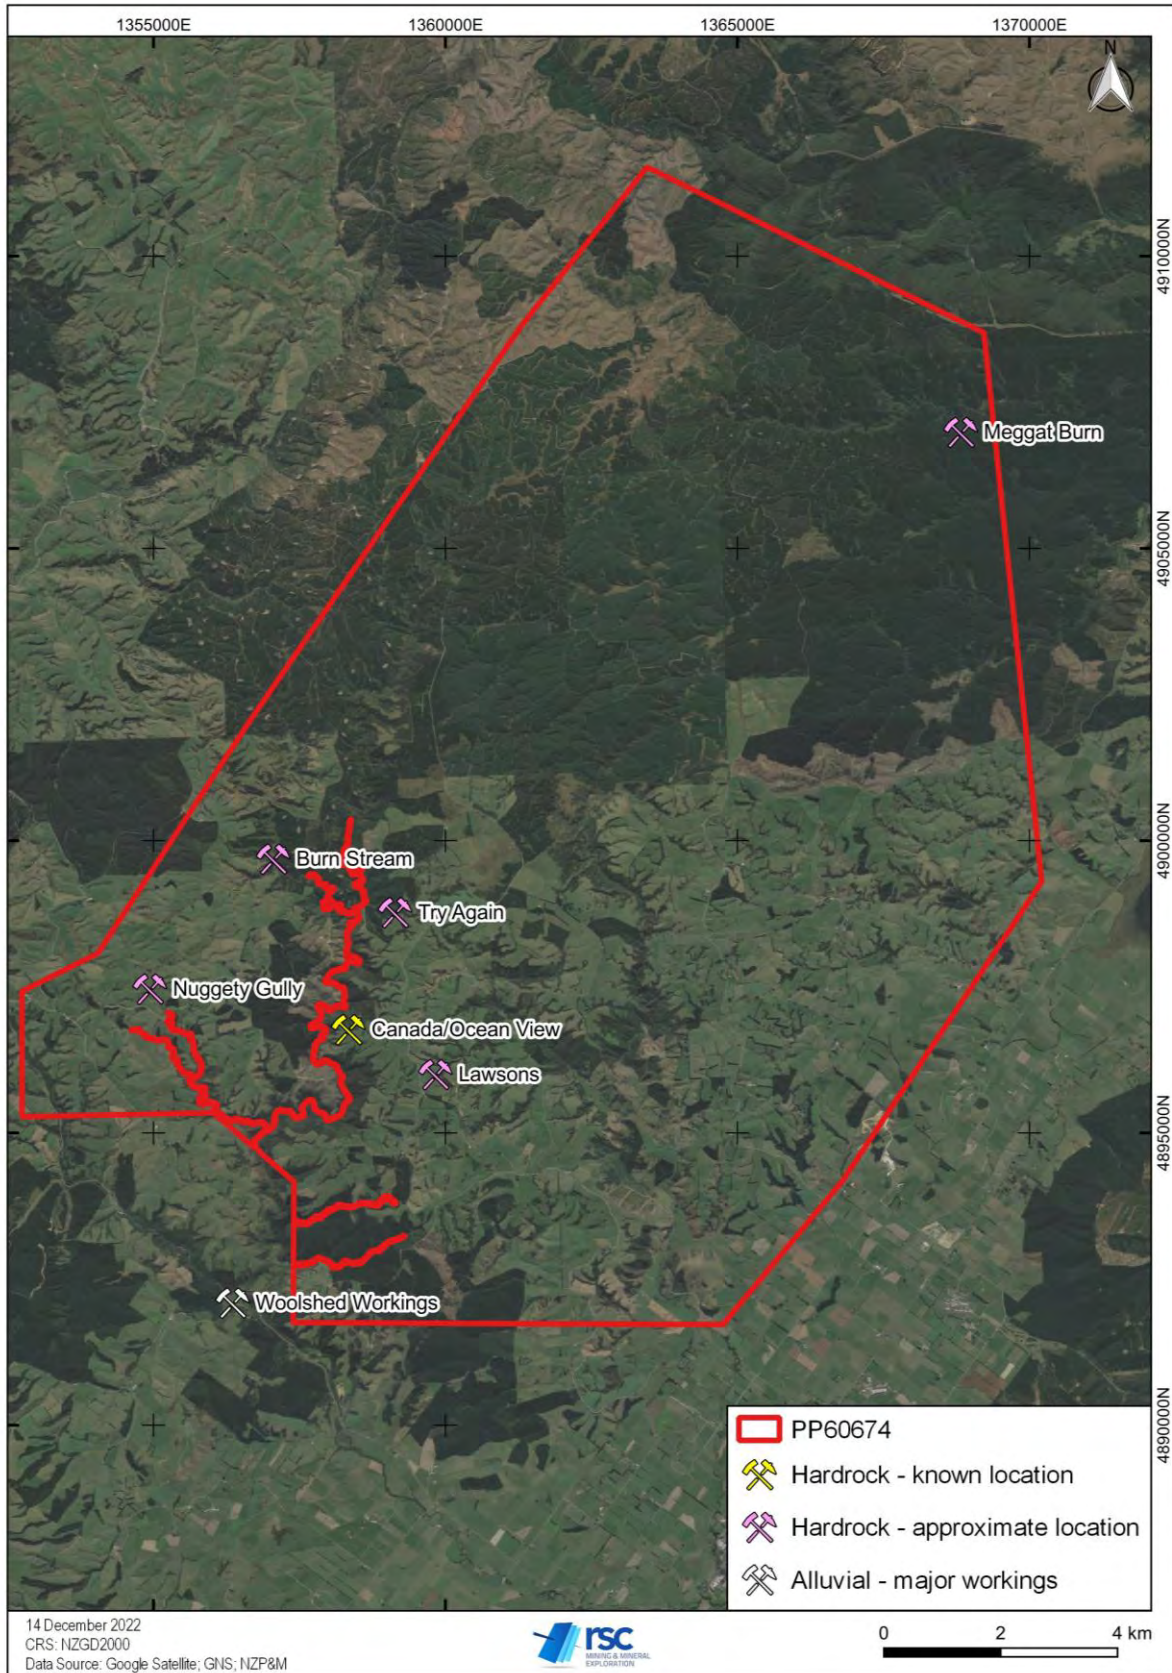 1355000E 1360000E 1365000E 1370000E
N
4910000N
Meggat Burn
4905000N
4900000N
Burn Stream
Try Again
Nuggety Gully
Canada/Ocean View
Lawsons
4895000N
Woolshed Workings
4890000N
PP60674
Hardrock - known location
Hardrock - approximate location
Alluvial - major workings
14 December 2022
CRS: NZGD2000
Data Source: Google Satellite; GNS; NZP&M
rsc
MINING & MINERAL
EXPLORATION
0 2 4 km